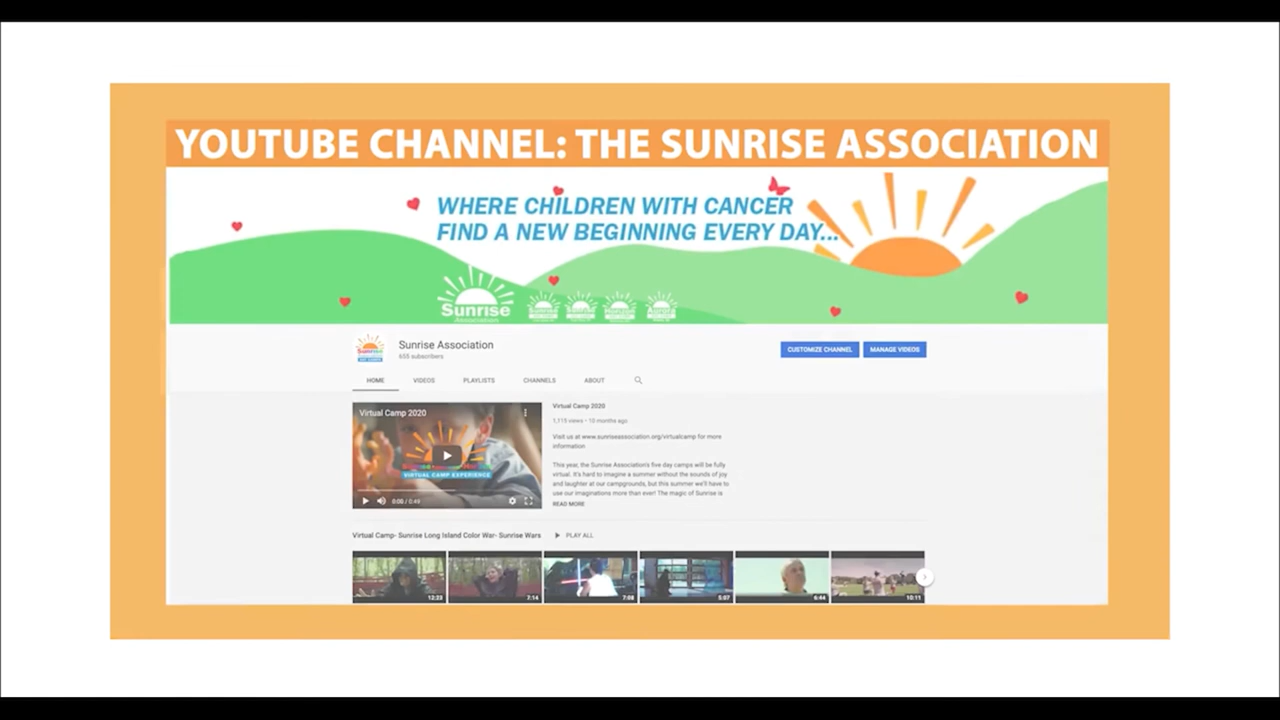 YOUTUBE CHANNEL: THE SUNRISE ASSOCIATION
WHERE CHILDREN WITH CANCER
FIND A NEW BEGINNING EVERY DAY...
Sunrise
Association
Sunrise Association
655 subscribers
CUSTOMIZE CHANNEL
MANAGE VIDEOS
HOME
VIDEOS
PLAYLISTS
CHANNELS
ABOUT
Virtual Camp 2020
VIRTUAL CAMP EXPERIENCE
0:00 / 0:49
Virtual Camp 2020
1,115 views • 10 months ago
Visit us at www.sunriseassociation.org/virtualcamp for more
information
This year, the Sunrise Association's five day camps will be fully
virtual. It's hard to imagine a summer without the sounds of joy
and laughter at our campgrounds, but this summer we'll have to
use our imaginations more than ever! The magic of Sunrise is
READ MORE
Virtual Camp- Sunrise Long Island Color War- Sunrise Wars
PLAY ALL
12:23
7:14
7:08
5:07
6:44
10:11